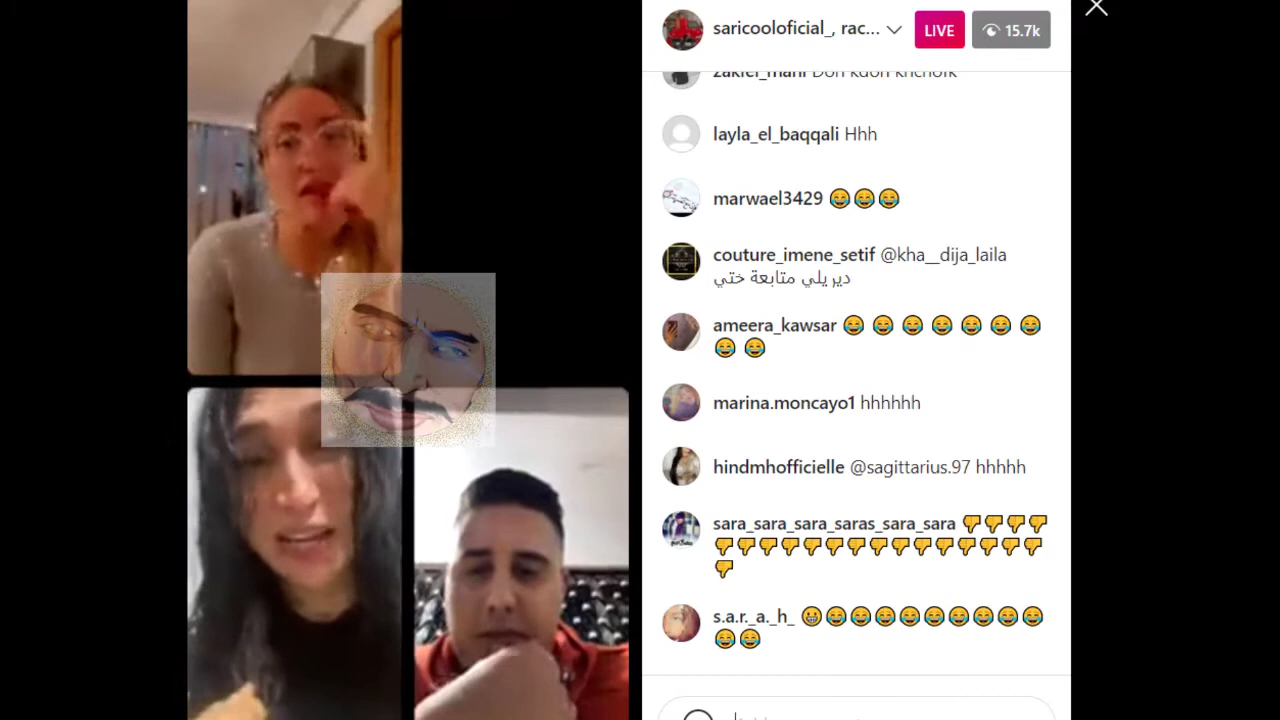 saricooloficial_, rac...
LIVE
15.7k
layla_el_baqqali Hhh
marwael3429 😂😂😂
couture_imene_setif @kha__dija_laila
ديريلي متابعة ختي
ameera_kawsar 😂 😂 😂 😂 😂 😂 😂
😂 😂
marina.moncayo1 hhhhhh
hindmhofficielle @sagittarius.97 hhhhh
sara_sara_sara_saras_sara_sara 👎👎👎👎
👎👎👎👎👎👎👎👎👎👎👎👎👎👎👎
👎
s.a.r._a._h_ 😀😂😂😂😂😂😂😂😂😂
😂😂